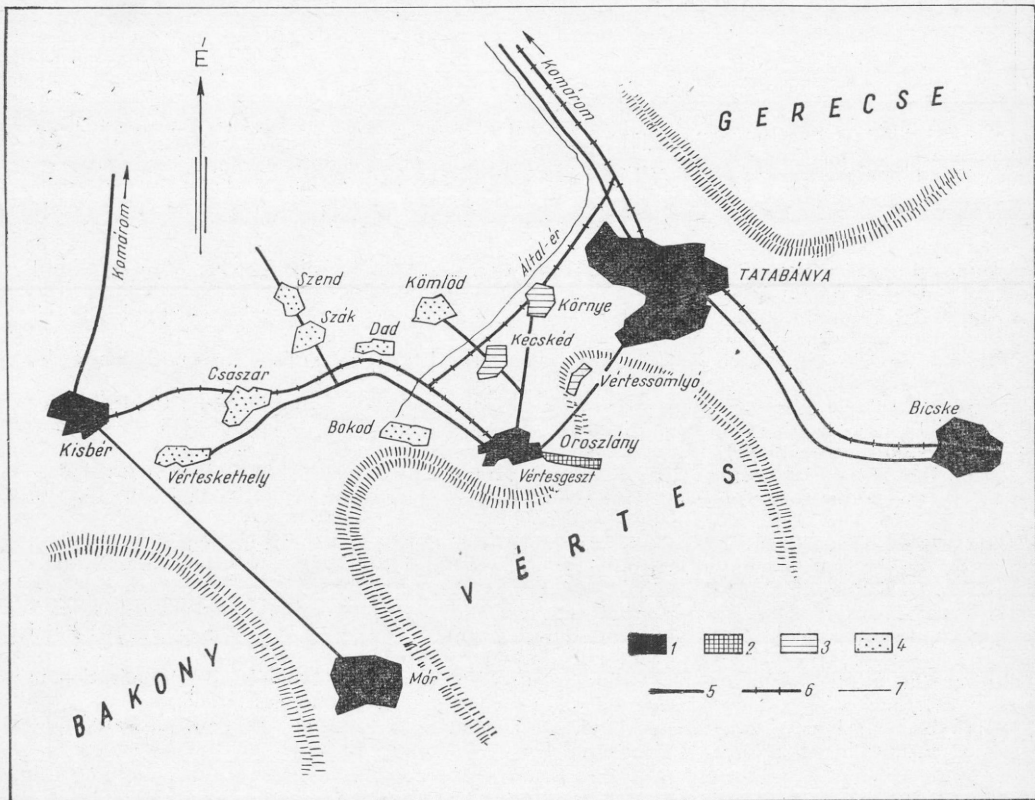 É
Komárom
GERECSE
Komárom
Által-ér
TATABÁNYA
Szend
Kömlőd
Környe
Szák
Dad
Kecskéd
Császár
Vértessomlyó
Bicske
Kisbér
Bokod
Oroszlány
Vérteskethely
Vértesgeszt
VÉRTES
BAKONY
Mór
1 2 3 4
5 6 7